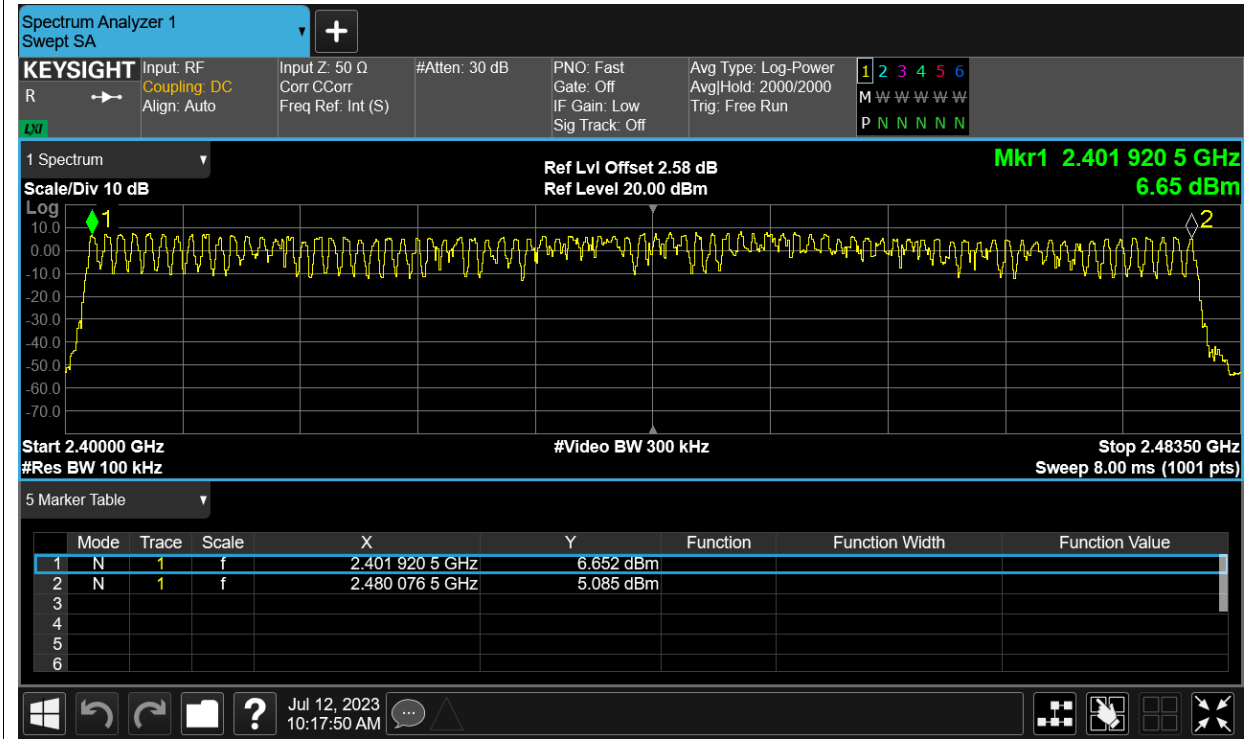 Spectrum Analyzer 1
Swept SA
KEYSIGHT
R
LXI
Input: RF
Coupling: DC
Align: Auto
Input Z: 50 Ω
Corr CCorr
Freq Ref: Int (S)
#Atten: 30 dB
PNO: Fast
Gate: Off
IF Gain: Low
Sig Track: Off
Avg Type: Log-Power
Avg|Hold: 2000/2000
Trig: Free Run
1 2 3 4 5 6
M W W W W W
P N N N N N
1 Spectrum
Scale/Div 10 dB
Ref Lvl Offset 2.58 dB
Ref Level 20.00 dBm
Mkr1 2.401 920 5 GHz
6.65 dBm
Log
10.0
0.00
-10.0
-20.0
-30.0
-40.0
-50.0
-60.0
-70.0
1
2
Start 2.40000 GHz
#Res BW 100 kHz
#Video BW 300 kHz
Stop 2.48350 GHz
Sweep 8.00 ms (1001 pts)
5 Marker Table
Mode Trace Scale X Y Function Function Width Function Value
1 N 1 f 2.401 920 5 GHz 6.652 dBm
2 N 1 f 2.480 076 5 GHz 5.085 dBm
3
4
5
6
?
Jul 12, 2023
10:17:50 AM